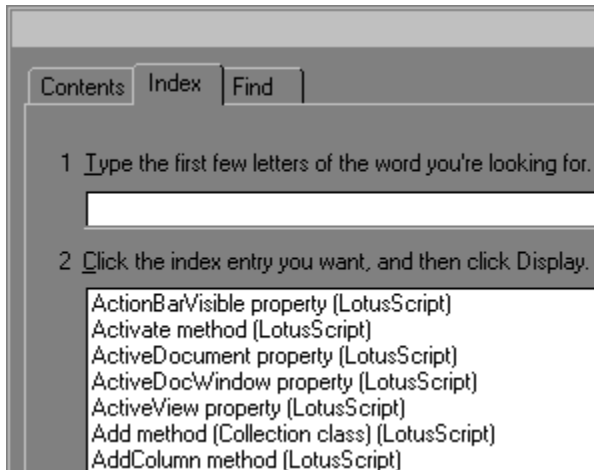 Contents Index Find
1 Type the first few letters of the word you're looking for.
2 Click the index entry you want, and then click Display.
ActionBarVisible property (LotusScript)
Activate method (LotusScript)
ActiveDocument property (LotusScript)
ActiveDocWindow property (LotusScript)
ActiveView property (LotusScript)
Add method (Collection class) (LotusScript)
AddColumn method (LotusScript)